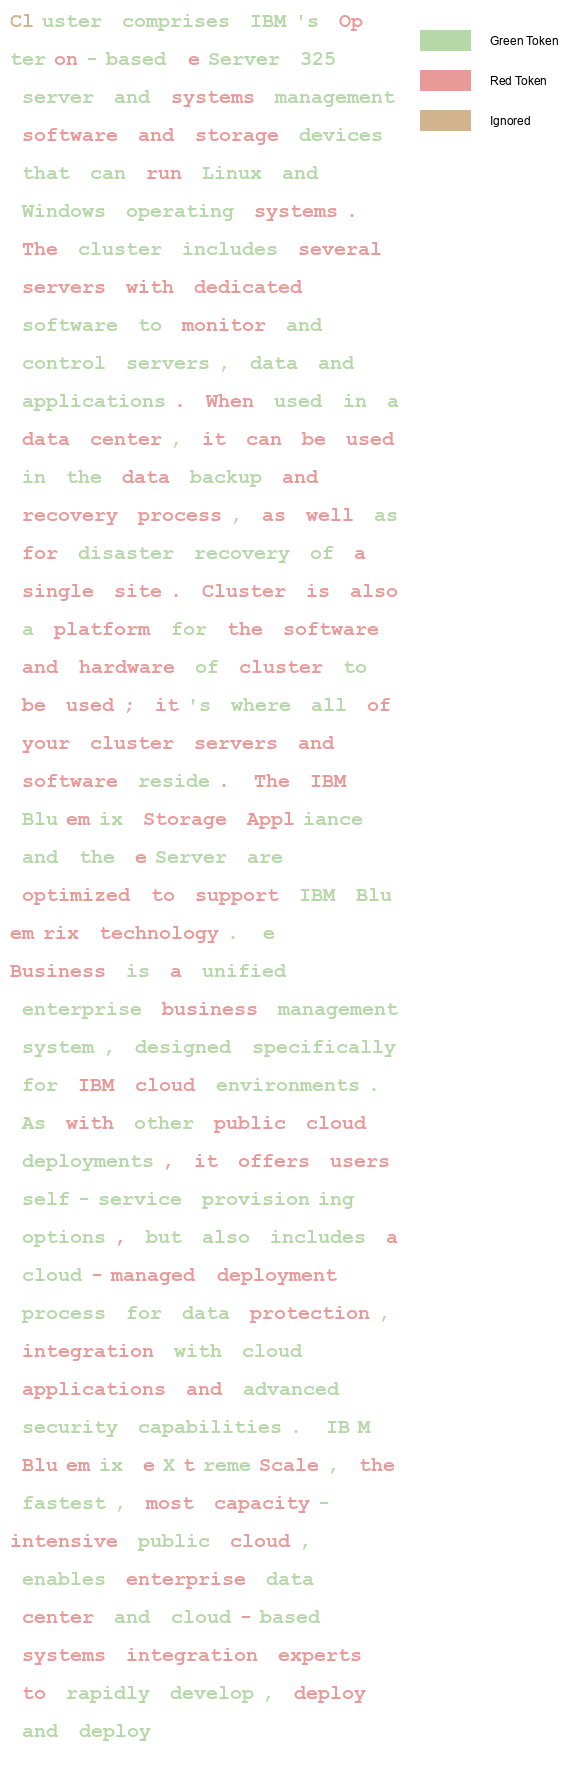 Cl uster comprises IBM 's Op
ter on - based e Server 325
server and systems management
software and storage devices
that can run Linux and
Windows operating systems .
The cluster includes several
servers with dedicated
software to monitor and
control servers , data and
applications . When used in a
data center , it can be used
in the data backup and
recovery process , as well as
for disaster recovery of a
single site . Cluster is also
a platform for the software
and hardware of cluster to
be used ; it 's where all of
your cluster servers and
software reside . The IBM
Blu em ix Storage Appl iance
and the e Server are
optimized to support IBM Blu
em rix technology . e
Business is a unified
enterprise business management
system , designed specifically
for IBM cloud environments .
As with other public cloud
deployments , it offers users
self - service provision ing
options , but also includes a
cloud - managed deployment
process for data protection ,
integration with cloud
applications and advanced
security capabilities . IB M
Blu em ix e X t reme Scale , the
fastest , most capacity -
intensive public cloud ,
enables enterprise data
center and cloud - based
systems integration experts
to rapidly develop , deploy
and deploy
Green Token
Red Token
Ignored